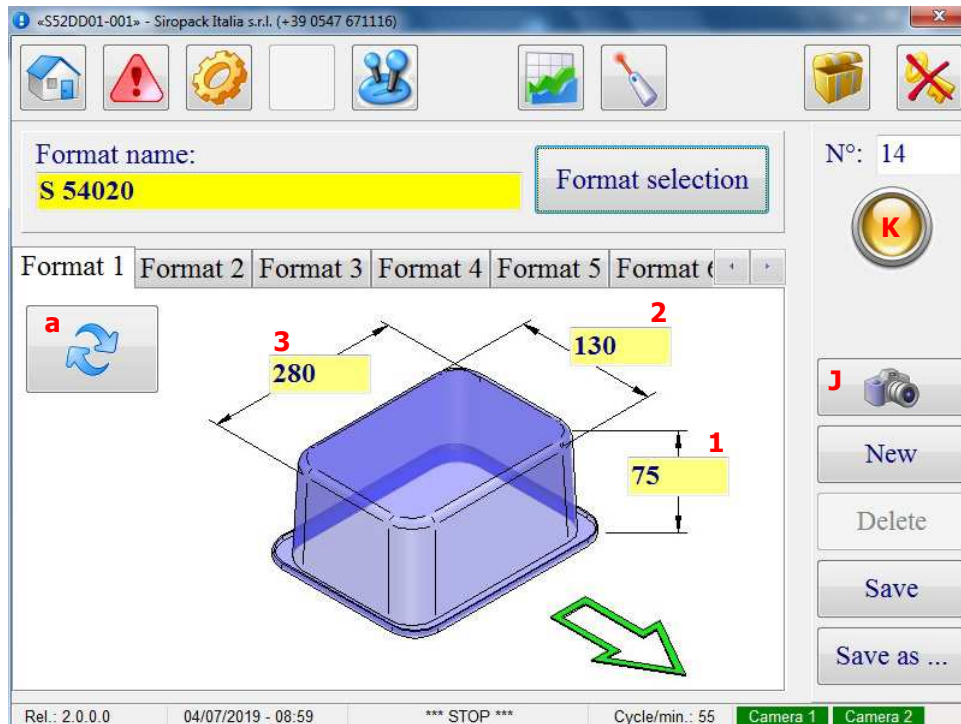 «S52DD01-001» - Siropack Italia s.r.l. (+39 0547 671116)
x
Format name:
S 54020
Format selection
N°: 14
K
Format 1 Format 2 Format 3 Format 4 Format 5 Format
a
3
280
2
130
1
75
J
New
Delete
Save
Save as ...
Rel.: 2.0.0.0 04/07/2019 - 08:59 *** STOP *** Cycle/min.: 55 Camera 1 Camera 2